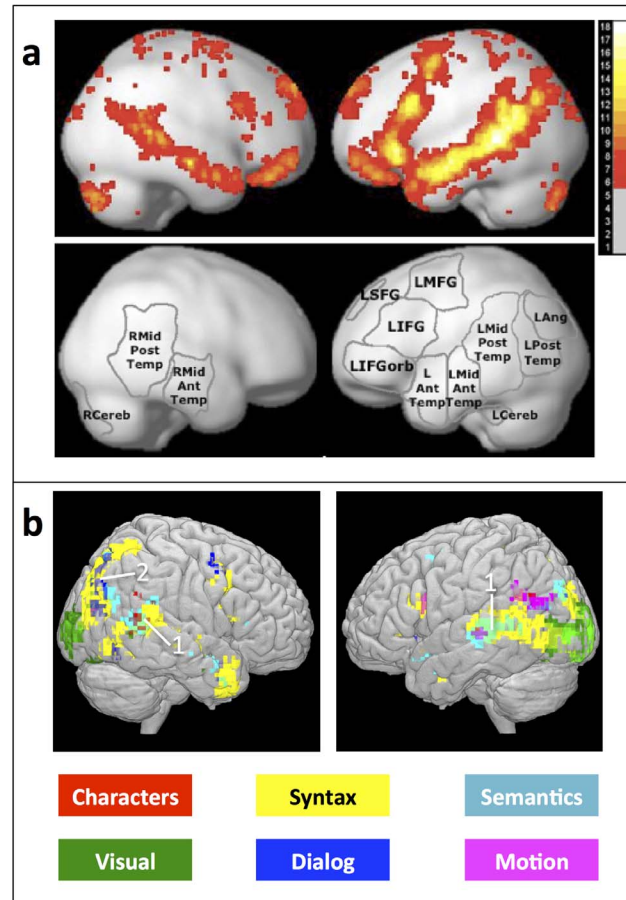 a
18
17
16
15
14
13
12
11
10
9
8
7
6
5
4
3
2
1
RMid
Post
Temp
RMid
Ant
Temp
RCereb
LSFG
LMFG
LIFG
LIFGorb
L
Ant
Temp
LMid
Ant
Temp
LMid
Post
Temp
LAng
LPost
Temp
LCereb
b
2
1
1
Characters
Syntax
Semantics
Visual
Dialog
Motion